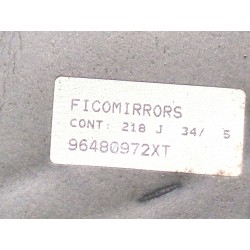 FICOMIRRORS
CONT: 218 J 34/ 5
96480972XT